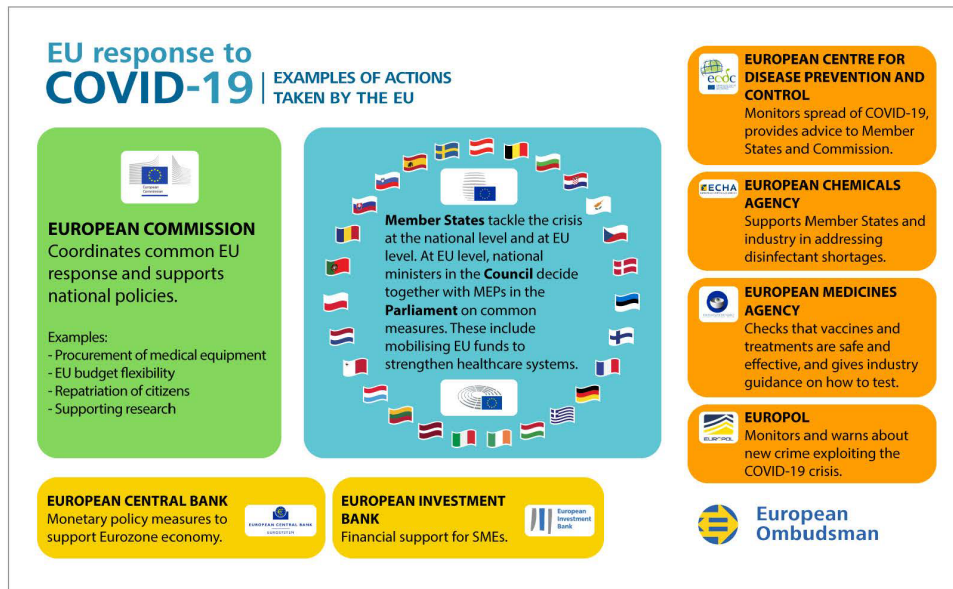 EU response to
COVID-19
EXAMPLES OF ACTIONS
TAKEN BY THE EU
European
Commission
EUROPEAN COMMISSION
Coordinates common EU
response and supports
national policies.
Examples:
- Procurement of medical equipment
- EU budget flexibility
- Repatriation of citizens
- Supporting research
Member States tackle the crisis
at the national level and at EU
level. At EU level, national
ministers in the Council decide
together with MEPs in the
Parliament on common
measures. These include
mobilising EU funds to
strengthen healthcare systems.
ecdc
EUROPEAN CENTRE FOR
DISEASE PREVENTION AND
CONTROL
Monitors spread of COVID-19,
provides advice to Member
States and Commission.
ECHA
EUROPEAN CHEMICALS
AGENCY
Supports Member States and
industry in addressing
disinfectant shortages.
EUROPEAN MEDICINES
AGENCY
Checks that vaccines and
treatments are safe and
effective, and gives industry
guidance on how to test.
EUROPOL
EUROPOL
Monitors and warns about
new crime exploiting the
COVID-19 crisis.
EUROPEAN CENTRAL BANK
Monetary policy measures to
support Eurozone economy.
EUROPEAN CENTRAL BANK
EUROSYSTEM
EUROPEAN INVESTMENT
BANK
Financial support for SMEs.
European
Investment
Bank
European
Ombudsman